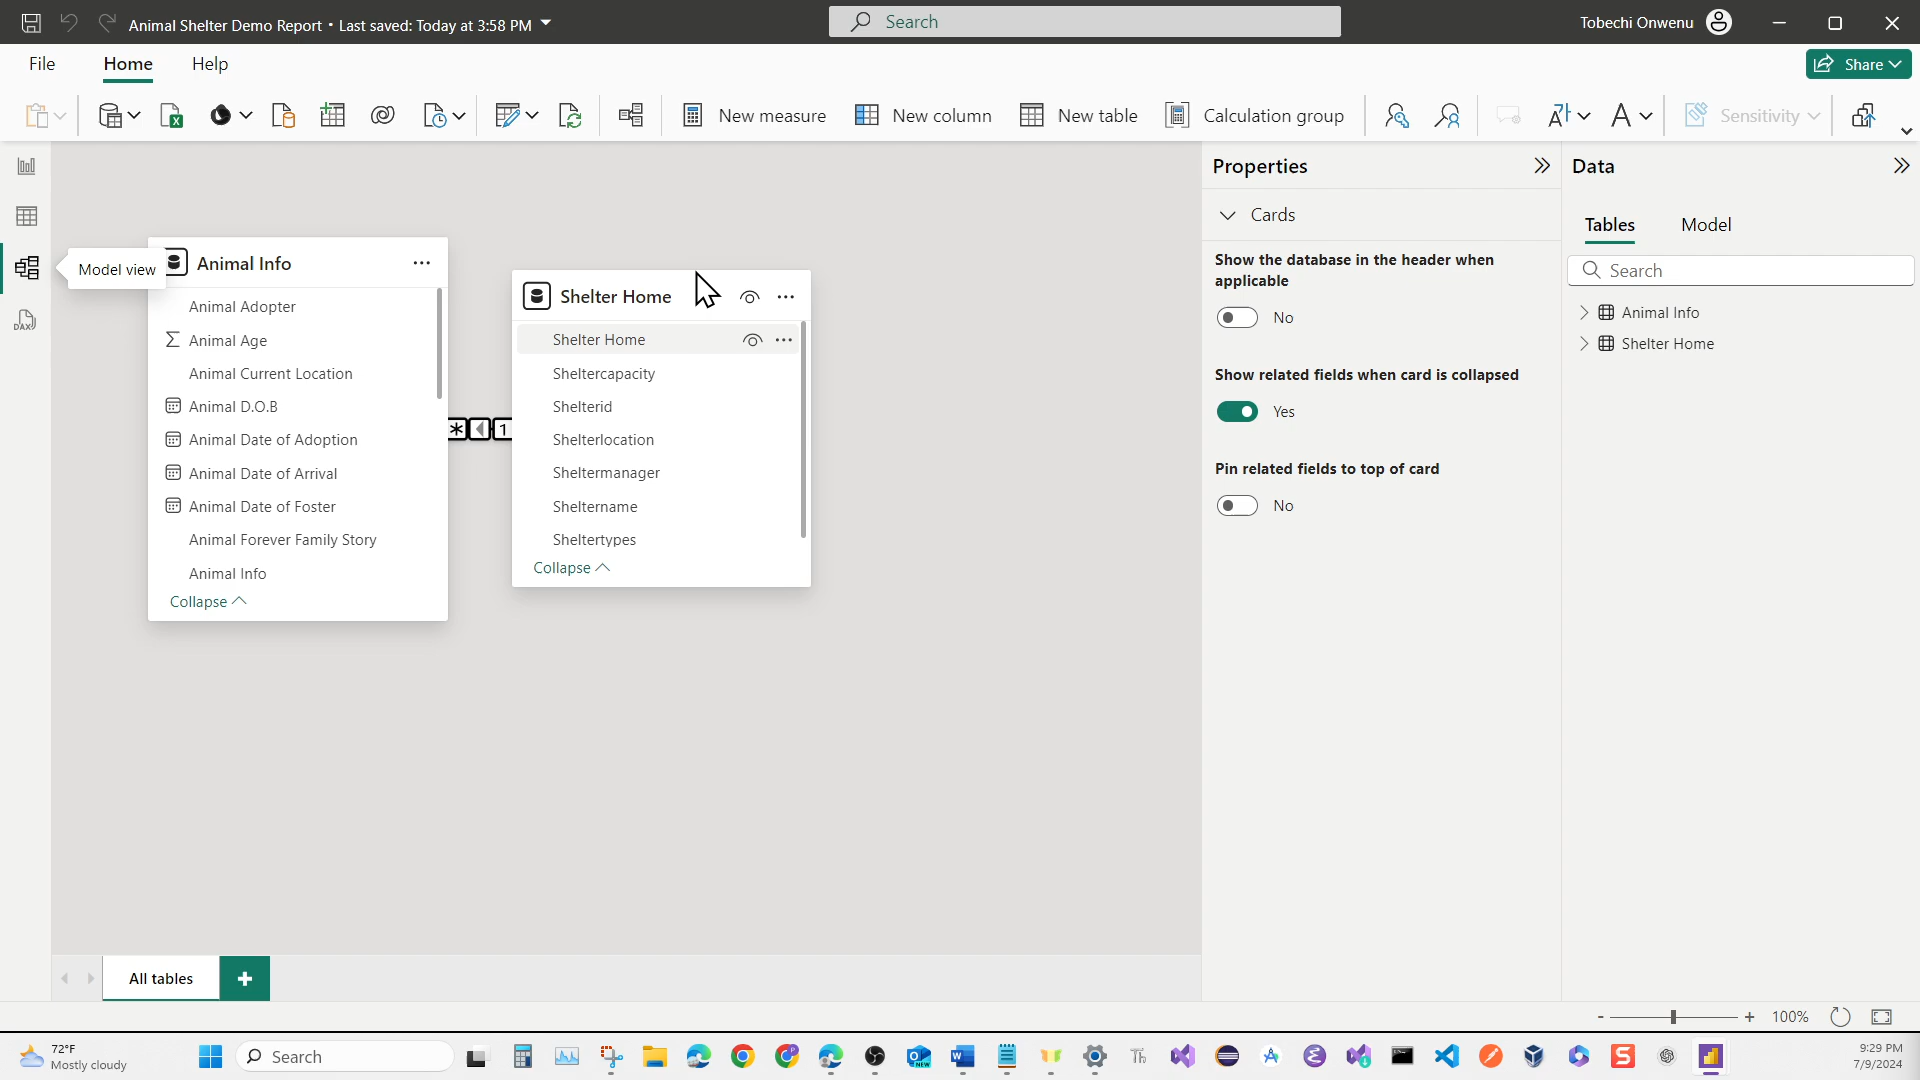 Animal Shelter Demo Report • Last saved: Today at 3:58 PM
Search
Tobechi Onwenu
File
Home
Help
Share
New measure
New column
New table
Calculation group
Sensitivity
Model view
Animal Info
Animal Adopter
Animal Age
Animal Current Location
Animal D.O.B
Animal Date of Adoption
Animal Date of Arrival
Animal Date of Foster
Animal Forever Family Story
Animal Info
Collapse
* 1
Shelter Home
Shelter Home
Sheltercapacity
Shelterid
Shelterlocation
Sheltermanager
Sheltername
Sheltertypes
Collapse
Properties
Cards
Show the database in the header when
applicable
No
Show related fields when card is collapsed
Yes
Pin related fields to top of card
No
Data
Tables
Model
Search
Animal Info
Shelter Home
DAX
All tables
+
- + 100%
72°F
Mostly cloudy
Search
NEW
Th
9:29 PM
7/9/2024